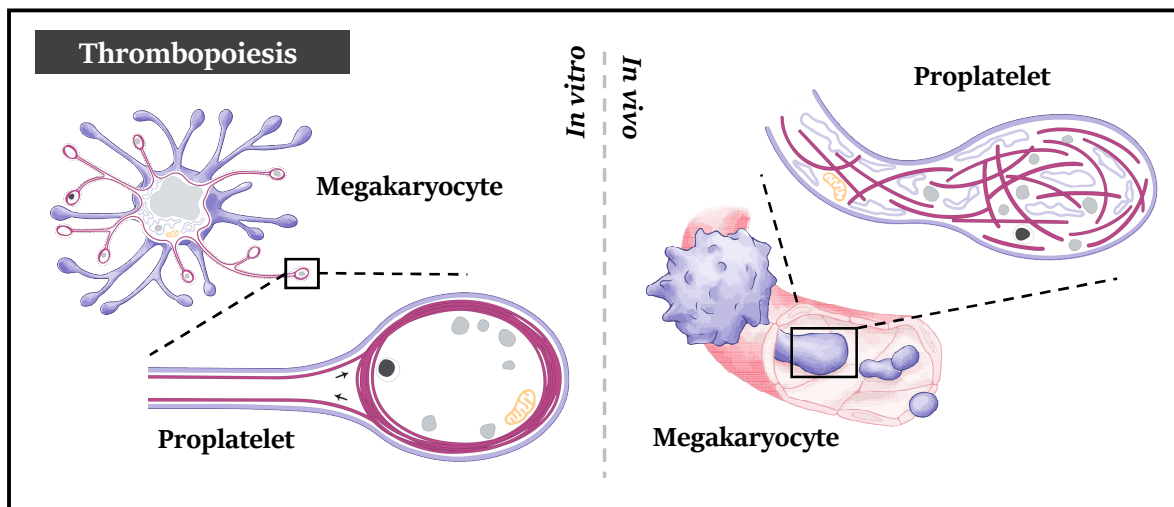 Thrombopoiesis
In vitro
In vivo
Megakaryocyte
Proplatelet
Proplatelet
Megakaryocyte